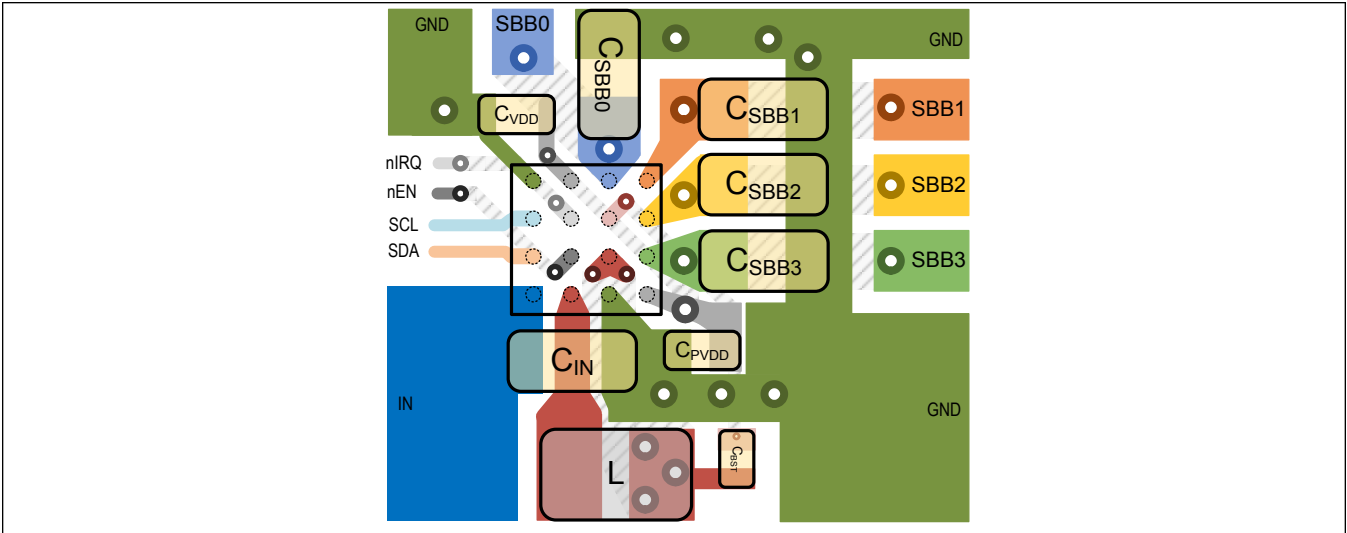 GND
SBB0
CSBB0
GND
CVDD
CSBB1
SBB1
nIRQ
nEN
CSBB2
SBB2
SCL
SDA
CSBB3
SBB3
CIN
CPVDD
IN
GND
L
CBST